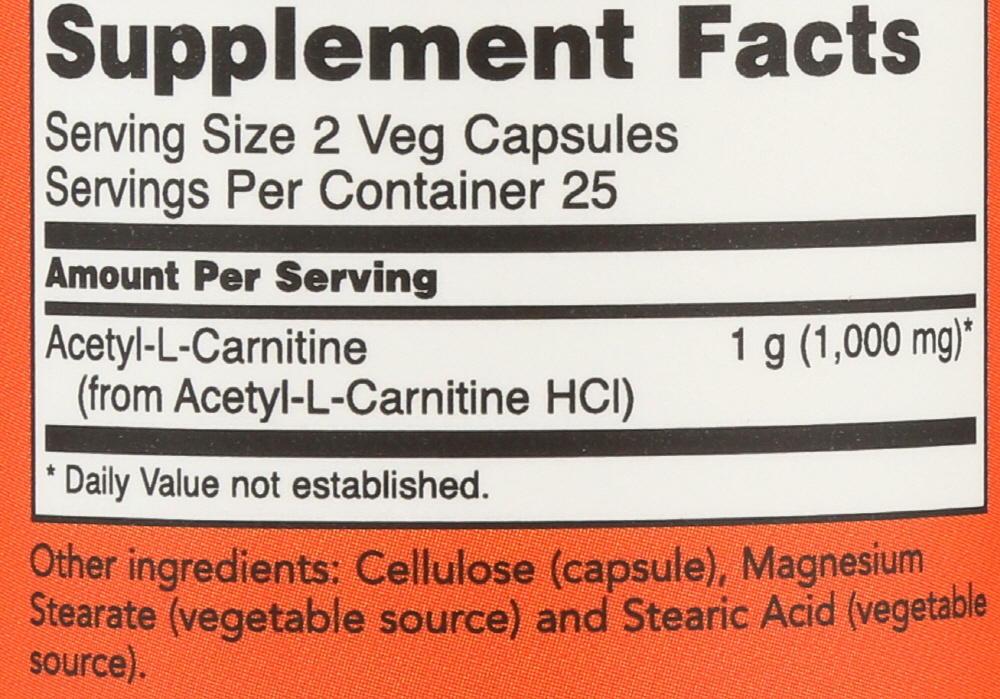 Supplement Facts
Serving Size 2 Veg Capsules
Servings Per Container 25
Amount Per Serving
Acetyl-L-Carnitine 1 g (1,000 mg)*
(from Acetyl-L-Carnitine HCl)
* Daily Value not established.
Other ingredients: Cellulose (capsule), Magnesium
Stearate (vegetable source) and Stearic Acid (vegetable
source).